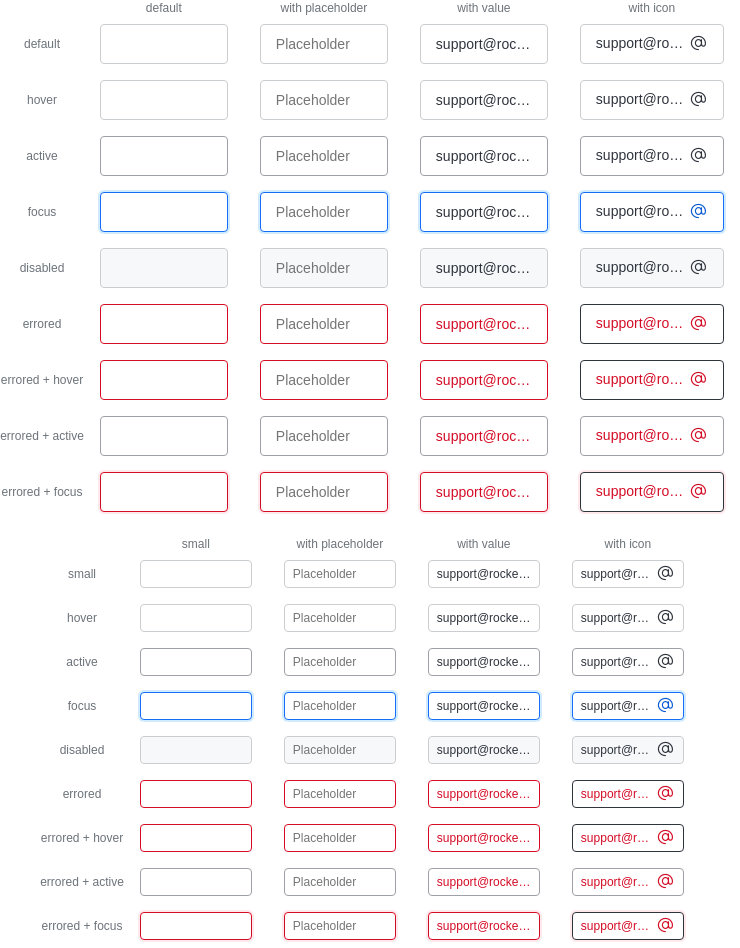 default with placeholder with value with icon
default Placeholder support@roc… support@ro… @
hover Placeholder support@roc… support@ro… @
active Placeholder support@roc… support@ro… @
focus Placeholder support@roc… support@ro… @
disabled Placeholder support@roc… support@ro… @
errored Placeholder support@roc… support@ro… @
errored + hover Placeholder support@roc… support@ro… @
errored + active Placeholder support@roc… support@ro… @
errored + focus Placeholder support@roc… support@ro… @
small with placeholder with value with icon
small Placeholder support@rocke… support@r… @
hover Placeholder support@rocke… support@r… @
active Placeholder support@rocke… support@r… @
focus Placeholder support@rocke… support@r… @
disabled Placeholder support@rocke… support@r… @
errored Placeholder support@rocke… support@r… @
errored + hover Placeholder support@rocke… support@r… @
errored + active Placeholder support@rocke… support@r… @
errored + focus Placeholder support@rocke… support@r… @